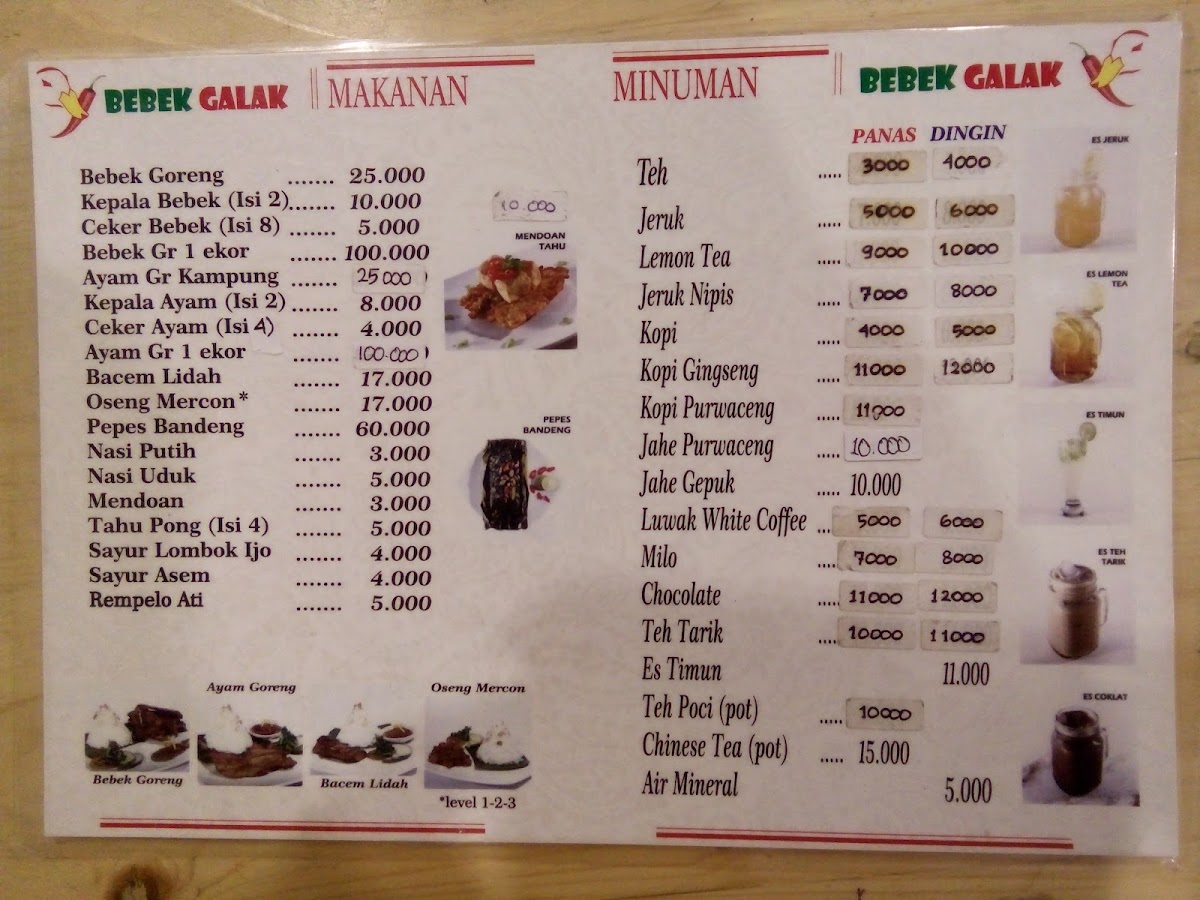 BEBEK GALAK MAKANAN
Bebek Goreng ....... 25.000
Kepala Bebek (Isi 2)....... 10.000
Ceker Bebek (Isi 8) ....... 5.000
Bebek Gr 1 ekor ....... 100.000
Ayam Gr Kampung ....... 25000
Kepala Ayam (Isi 2)....... 8.000
Ceker Ayam (Isi 4) ....... 4.000
Ayam Gr 1 ekor ....... 100.000
Bacem Lidah ....... 17.000
Oseng Mercon* ....... 17.000
Pepes Bandeng ....... 60.000
Nasi Putih ....... 3.000
Nasi Uduk ....... 5.000
Mendoan ....... 3.000
Tahu Pong (Isi 4) ....... 5.000
Sayur Lombok Ijo ....... 4.000
Sayur Asem ....... 4.000
Rempelo Ati ....... 5.000
10.000
MENDOAN
TAHU
PEPES
BANDENG
Ayam Goreng
Oseng Mercon
Bebek Goreng
Bacem Lidah
*level 1-2-3
MINUMAN BEBEK GALAK
PANAS DINGIN
Teh ..... 3000 4000
Jeruk ..... 5000 6000
Lemon Tea ..... 9000 10000
Jeruk Nipis ..... 7000 8000
Kopi ..... 4000 5000
Kopi Gingseng ..... 11000 12000
Kopi Purwaceng ..... 11000
Jahe Purwaceng ..... 10.000
Jahe Gepuk ..... 10.000
Luwak White Coffee ... 5000 6000
Milo ..... 7000 8000
Chocolate ..... 11000 12000
Teh Tarik ..... 10000 11000
Es Timun 11.000
Teh Poci (pot) ..... 10000
Chinese Tea (pot) ..... 15.000
Air Mineral 5.000
ES JERUK
ES LEMON
TEA
ES TIMUN
ES TEH
TARIK
ES COKLAT